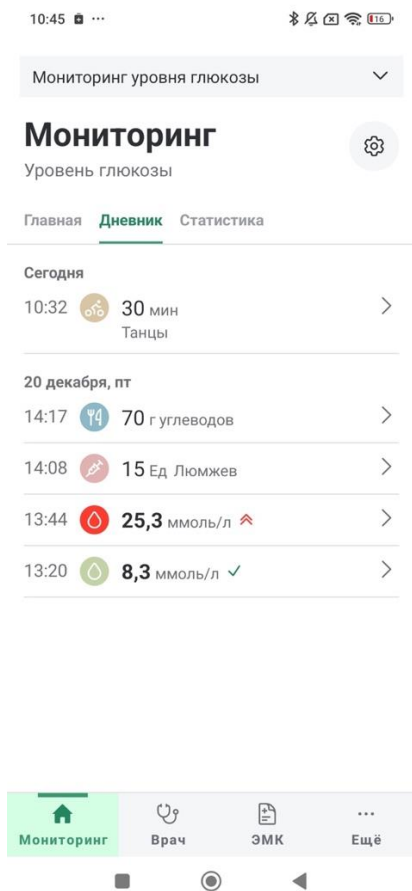 10:45 ...
16
Мониторинг уровня глюкозы
Мониторинг
Уровень глюкозы
Главная Дневник Статистика
Сегодня
10:32 30 мин
Танцы
20 декабря, пт
14:17 70 г углеводов
14:08 15 Ед Люмжев
13:44 25,3 ммоль/л
13:20 8,3 ммоль/л
Мониторинг Врач ЭМК Ещё